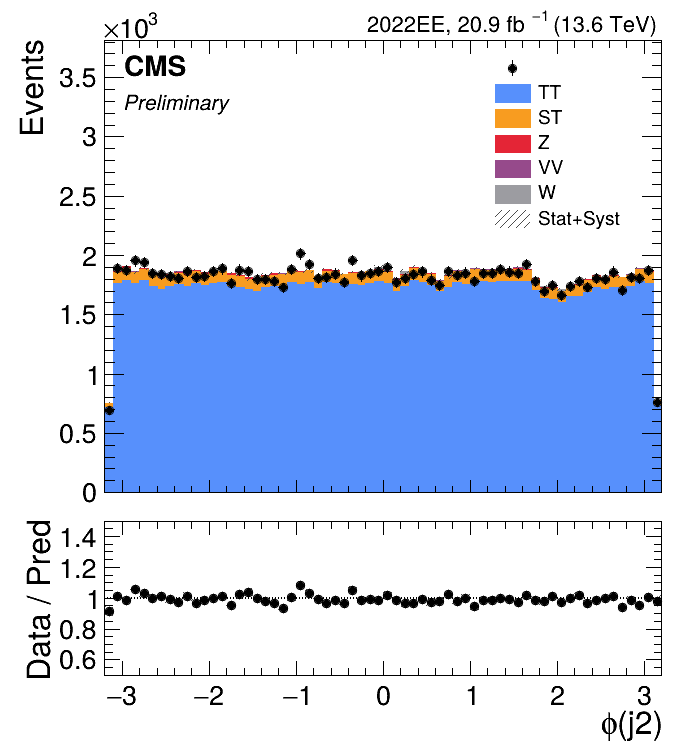 ×10³
2022EE, 20.9 fb ⁻¹ (13.6 TeV)
Events
CMS
Preliminary
TT
ST
Z
VV
W
Stat+Syst
3.5
3
2.5
2
1.5
1
0.5
0
Data / Pred
1.4
1.2
1
0.8
0.6
−3 −2 −1 0 1 2 3
ϕ(j2)